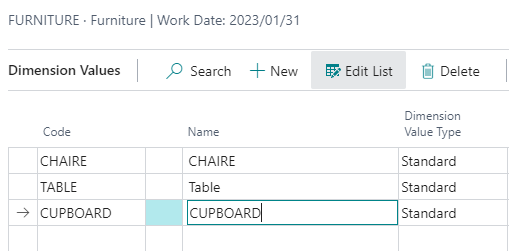 FURNITURE · Furniture | Work Date: 2023/01/31
Dimension Values Search + New Edit List Delete
Code Name Dimension Value Type
CHAIRE CHAIRE Standard
TABLE Table Standard
→ CUPBOARD CUPBOARD Standard